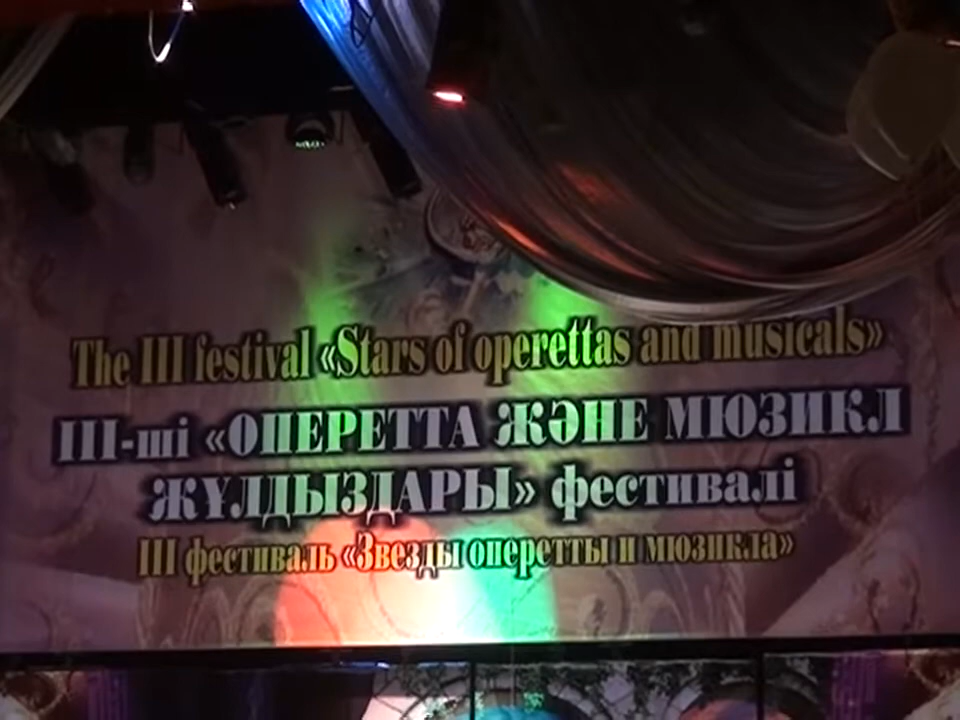 The III festival «Stars of operettas and musicals»
III-ші «ОПЕРЕТТА ЖӘНЕ МЮЗИКЛ
ЖҰЛДЫЗДАРЫ» фестивалі
III фестиваль «Звезды оперетты и мюзикла»